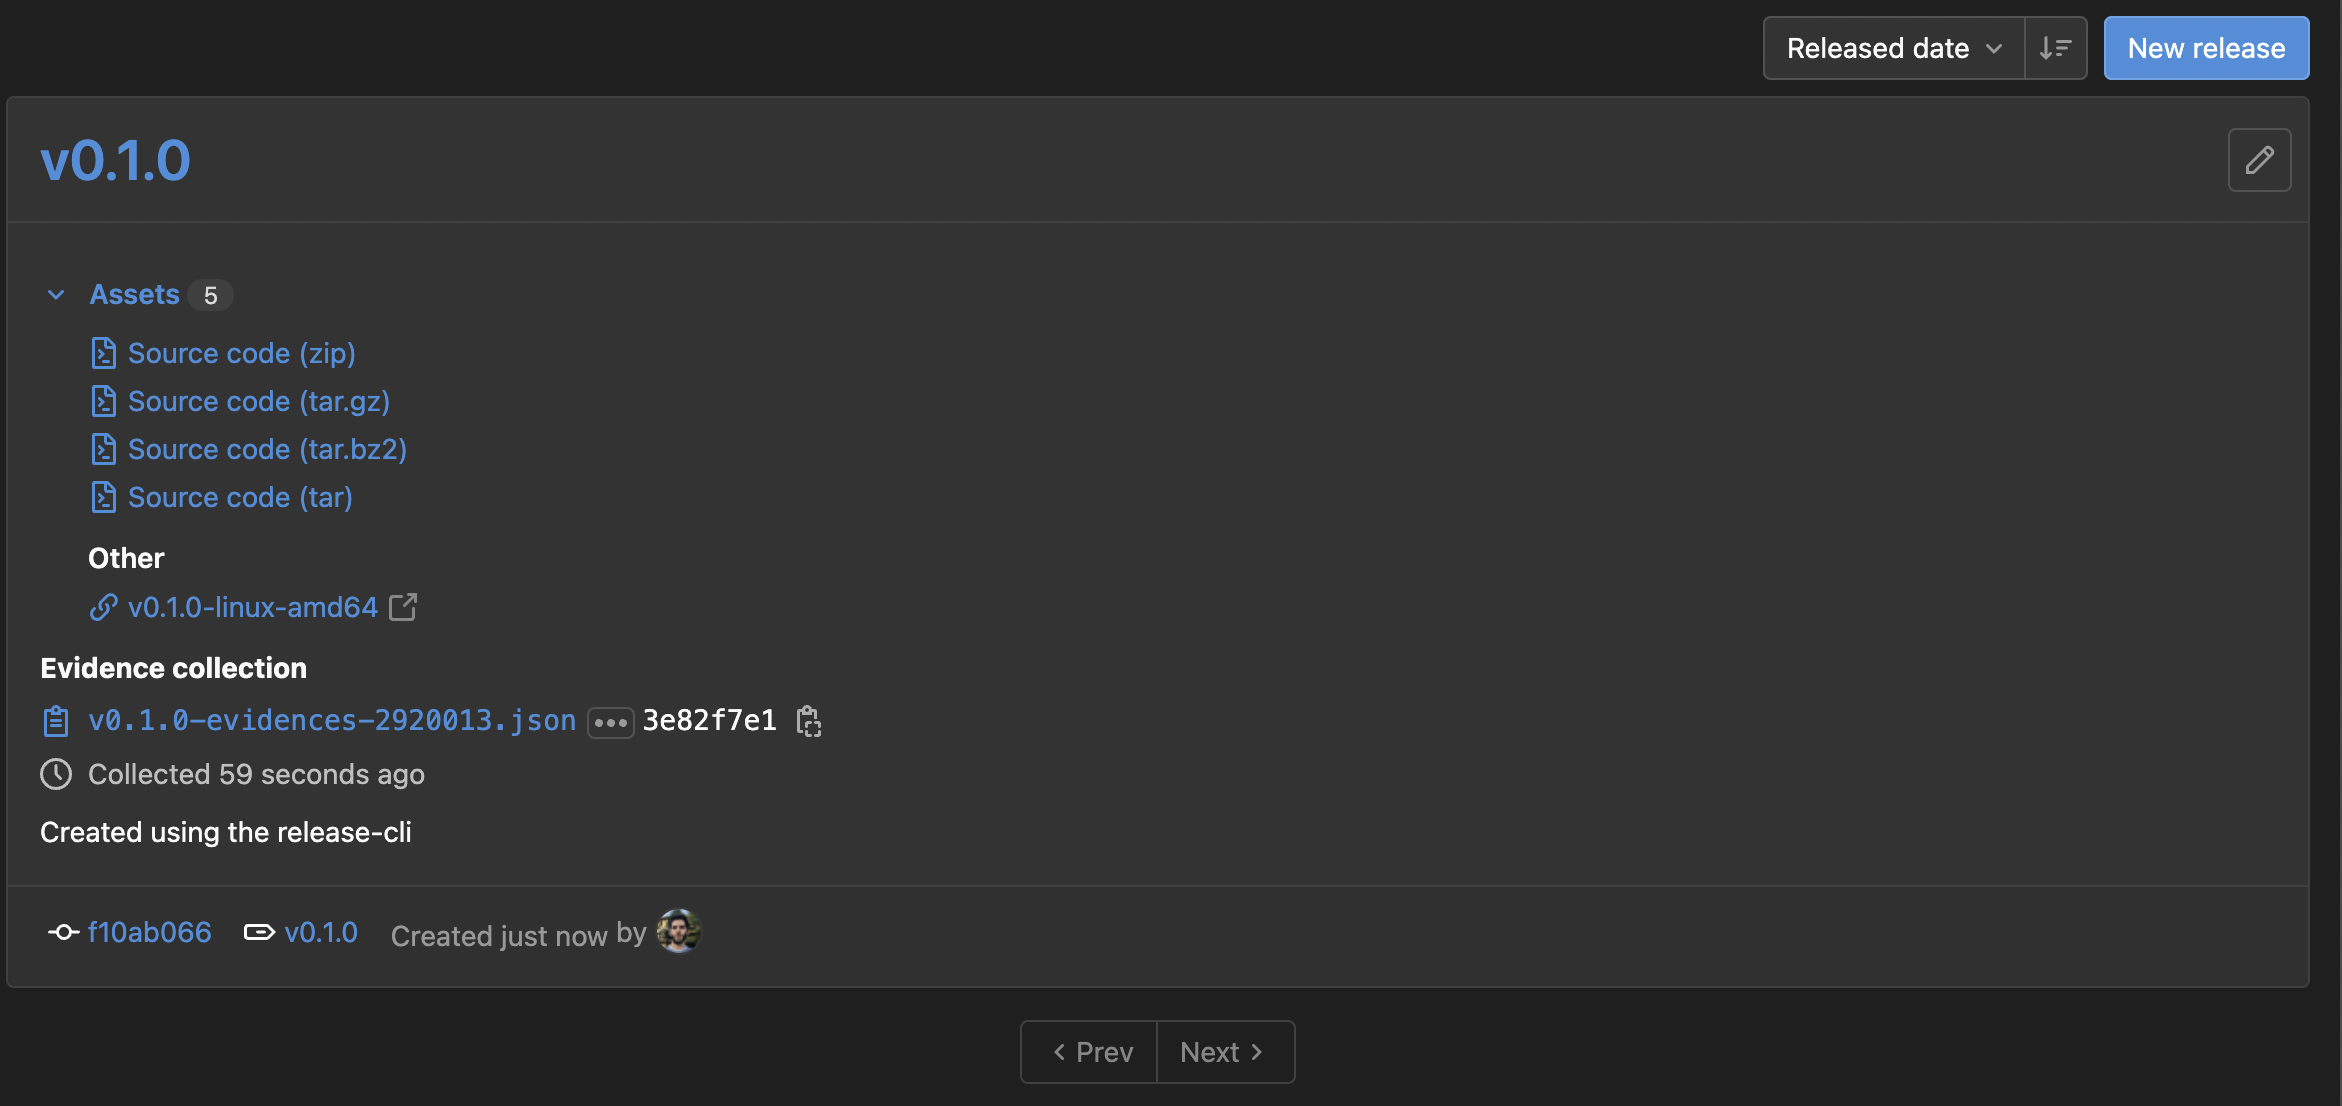 Released date
New release
v0.1.0
Assets 5
Source code (zip)
Source code (tar.gz)
Source code (tar.bz2)
Source code (tar)
Other
v0.1.0-linux-amd64
Evidence collection
v0.1.0-evidences-2920013.json ••• 3e82f7e1
Collected 59 seconds ago
Created using the release-cli
f10ab066 v0.1.0 Created just now by
Prev Next